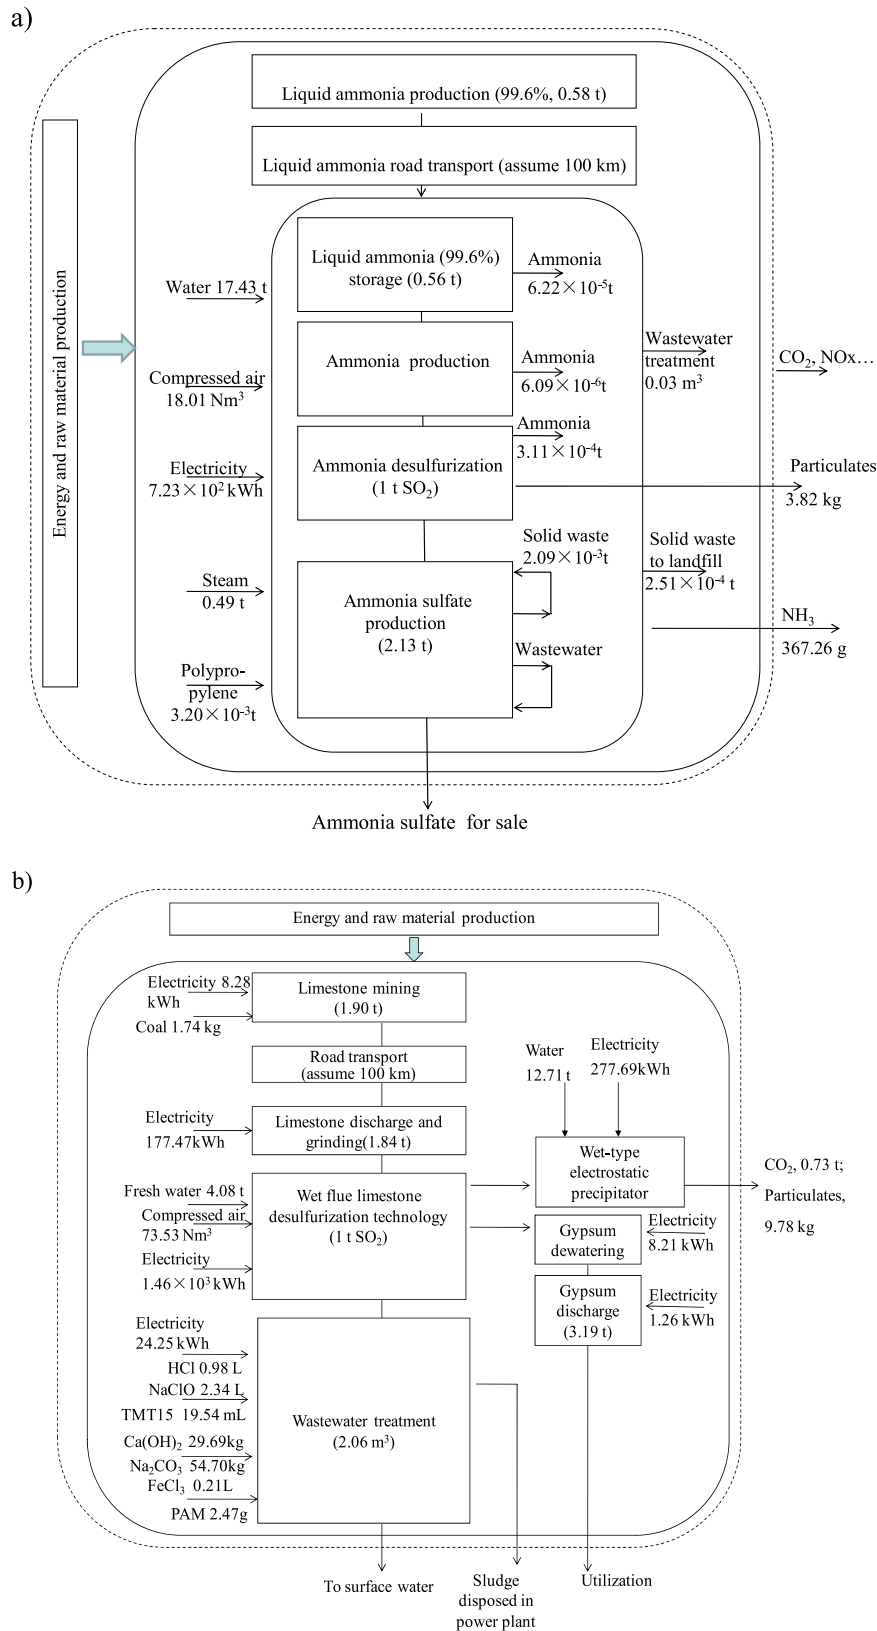 a)
Liquid ammonia production (99.6%, 0.58 t)
Liquid ammonia road transport (assume 100 km)
Energy and raw material production
Liquid ammonia (99.6%)
storage (0.56 t)
Ammonia
6.22×10⁻⁵t
Water 17.43 t
Ammonia production
Ammonia
6.09×10⁻⁶t
Wastewater
treatment
0.03 m³
CO₂, NOx…
Compressed air
18.01 Nm³
Ammonia
3.11×10⁻⁴t
Ammonia desulfurization
(1 t SO₂)
Electricity
7.23×10² kWh
Particulates
3.82 kg
Solid waste
2.09×10⁻³t
Solid waste
to landfill
2.51×10⁻⁴ t
Steam
0.49 t
Ammonia sulfate
production
(2.13 t)
NH₃
367.26 g
Wastewater
Polypro-
pylene
3.20×10⁻³t
Ammonia sulfate for sale
b)
Energy and raw material production
Electricity 8.28
kWh
Coal 1.74 kg
Limestone mining
(1.90 t)
Road transport
(assume 100 km)
Water
12.71 t
Electricity
277.69kWh
Electricity
177.47kWh
Limestone discharge and
grinding(1.84 t)
Wet-type
electrostatic
precipitator
CO₂, 0.73 t;
Particulates,
9.78 kg
Fresh water 4.08 t
Compressed air
73.53 Nm³
Electricity
1.46×10³ kWh
Wet flue limestone
desulfurization technology
(1 t SO₂)
Gypsum
dewatering
Electricity
8.21 kWh
Gypsum
discharge
(3.19 t)
Electricity
1.26 kWh
Electricity
24.25 kWh
HCl 0.98 L
NaClO 2.34 L
TMT15 19.54 mL
Ca(OH)₂ 29.69kg
Na₂CO₃ 54.70kg
FeCl₃ 0.21L
PAM 2.47g
Wastewater treatment
(2.06 m³)
To surface water
Sludge
disposed in
power plant
Utilization